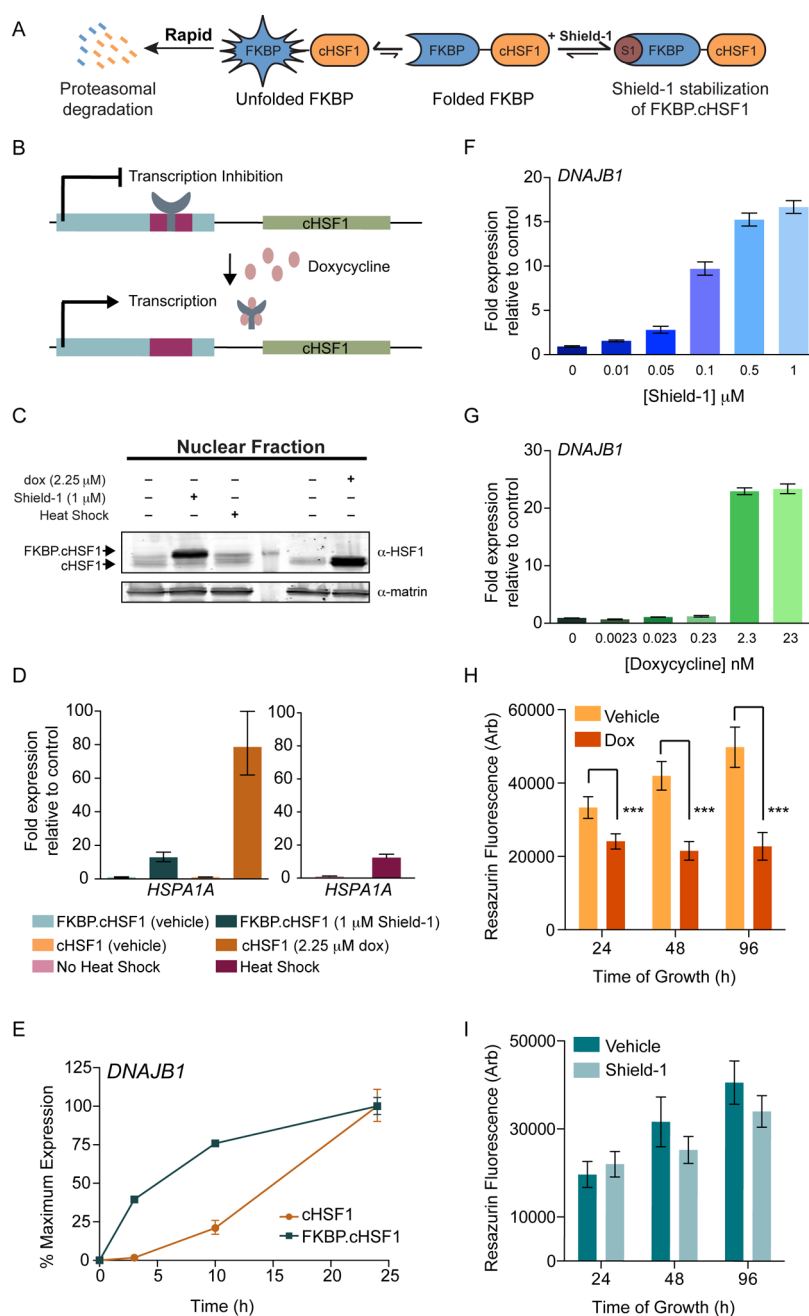 A
Rapid
Proteasomal
degradation
FKBP
cHSF1
Unfolded FKBP
FKBP
cHSF1
Folded FKBP
+ Shield-1
S1
FKBP
cHSF1
Shield-1 stabilization
of FKBP.cHSF1
B
Transcription Inhibition
cHSF1
Doxycycline
Transcription
cHSF1
C
Nuclear Fraction
dox (2.25 μM) – – – – +
Shield-1 (1 μM) – + – – –
Heat Shock – – + – –
FKBP.cHSF1
cHSF1
α-HSF1
α-matrin
D
Fold expression
relative to control
100
80
60
40
20
0
HSPA1A
100
80
60
40
20
0
HSPA1A
FKBP.cHSF1 (vehicle)
FKBP.cHSF1 (1 μM Shield-1)
cHSF1 (vehicle)
cHSF1 (2.25 μM dox)
No Heat Shock
Heat Shock
E
DNAJB1
% Maximum Expression
125
100
75
50
25
0
0 5 10 15 20 25
Time (h)
cHSF1
FKBP.cHSF1
F
DNAJB1
Fold expression
relative to control
20
15
10
5
0
0 0.01 0.05 0.1 0.5 1
[Shield-1] μM
G
DNAJB1
Fold expression
relative to control
30
20
10
0
0 0.0023 0.023 0.23 2.3 23
[Doxycycline] nM
H
Resazurin Fluorescence (Arb)
60000
40000
20000
0
Vehicle
Dox
*** *** ***
24 48 96
Time of Growth (h)
I
Resazurin Fluorescence (Arb)
50000
30000
10000
0
Vehicle
Shield-1
24 48 96
Time of Growth (h)